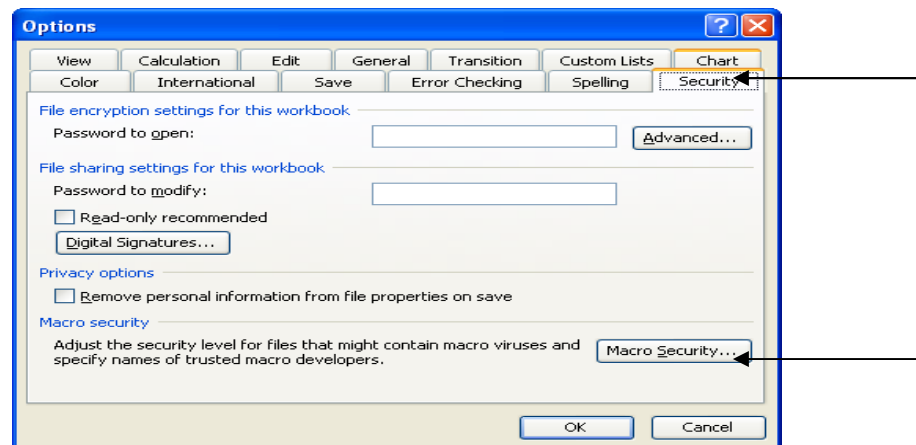 Options
View Calculation Edit General Transition Custom Lists Chart
Color International Save Error Checking Spelling Security
File encryption settings for this workbook
Password to open: Advanced...
File sharing settings for this workbook
Password to modify:
Read-only recommended
Digital Signatures...
Privacy options
Remove personal information from file properties on save
Macro security
Adjust the security level for files that might contain macro viruses and
specify names of trusted macro developers.
Macro Security...
OK Cancel